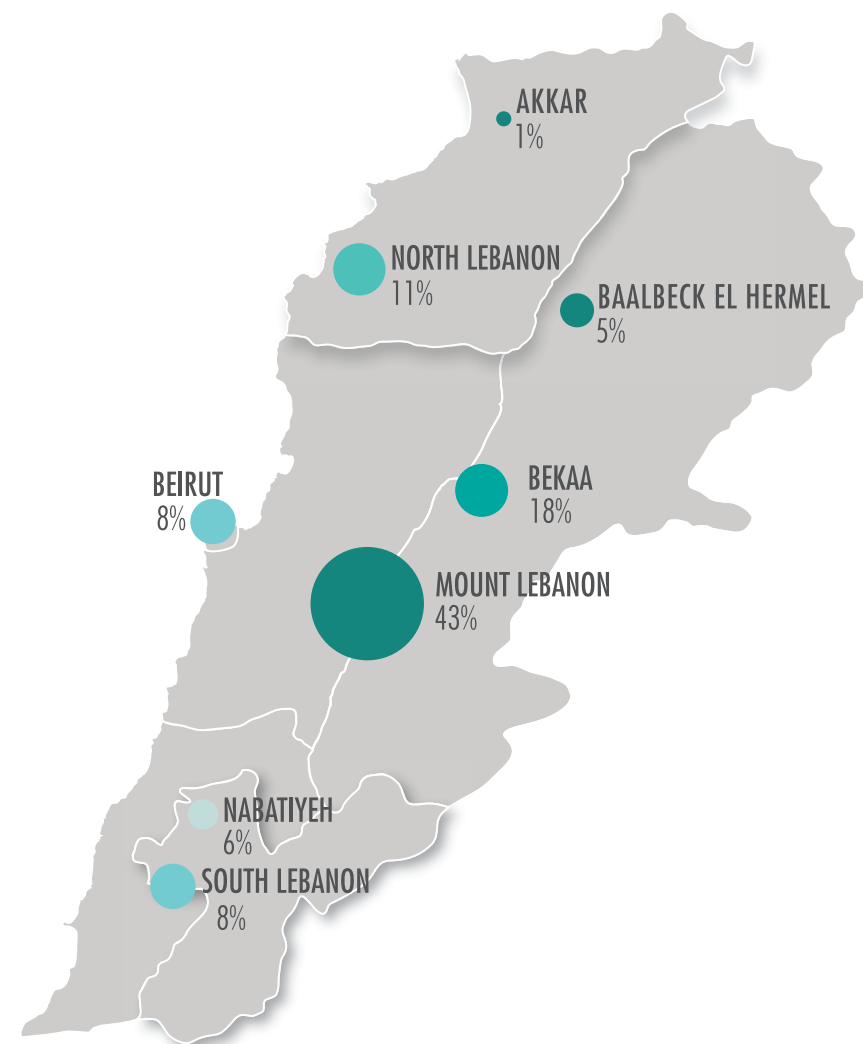 AKKAR
1%
NORTH LEBANON
11%
BAALBECK EL HERMEL
5%
BEIRUT
8%
BEKAA
18%
MOUNT LEBANON
43%
NABATIYEH
6%
SOUTH LEBANON
8%